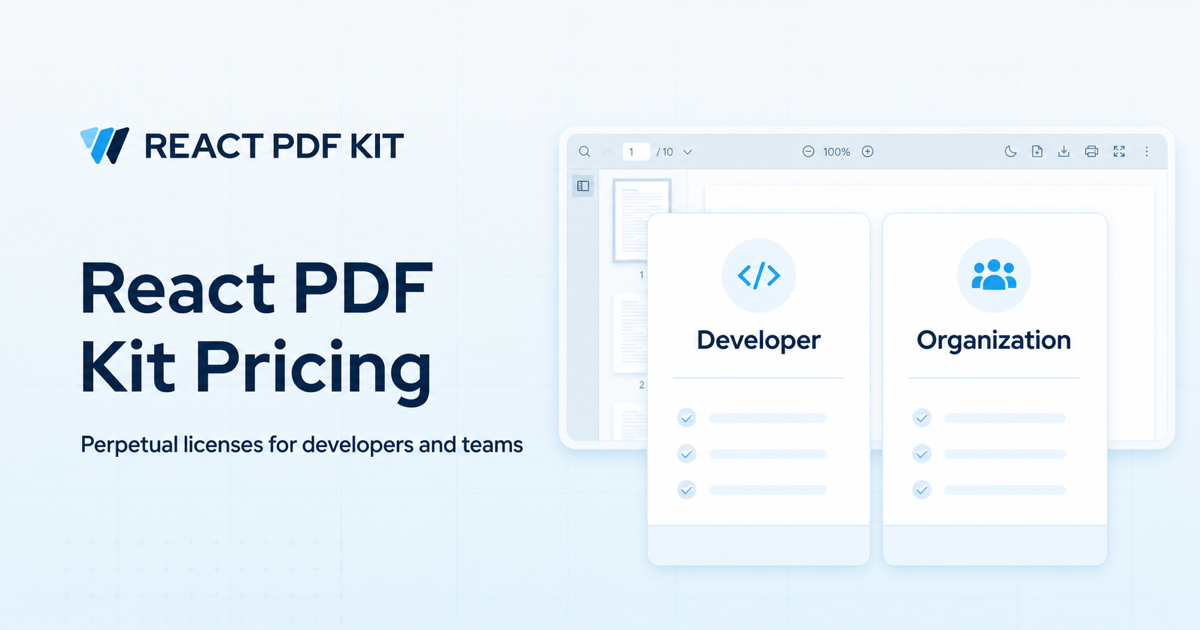 REACT PDF KIT
React PDF
Kit Pricing
Perpetual licenses for developers and teams
1 / 10
100%
1
2
Developer
Organization